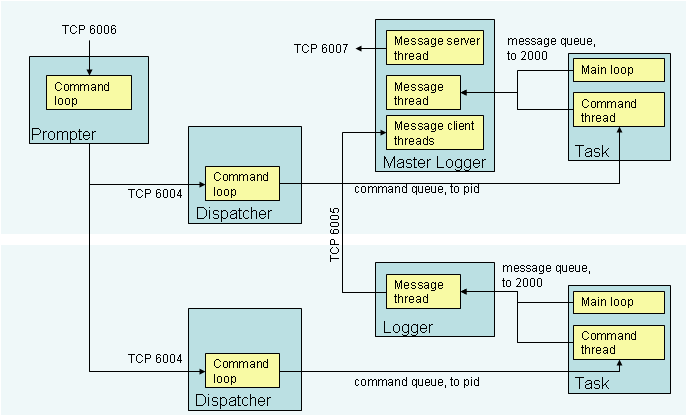 TCP 6006
Command
loop
Prompter
TCP 6007
Message server
thread
Message
thread
Message client
threads
Master Logger
message queue,
to 2000
Main loop
Command
thread
Task
TCP 6004
Command
loop
Dispatcher
command queue, to pid
TCP 6005
Message
thread
Logger
message queue,
to 2000
Main loop
Command
thread
Task
TCP 6004
Command
loop
Dispatcher
command queue, to pid